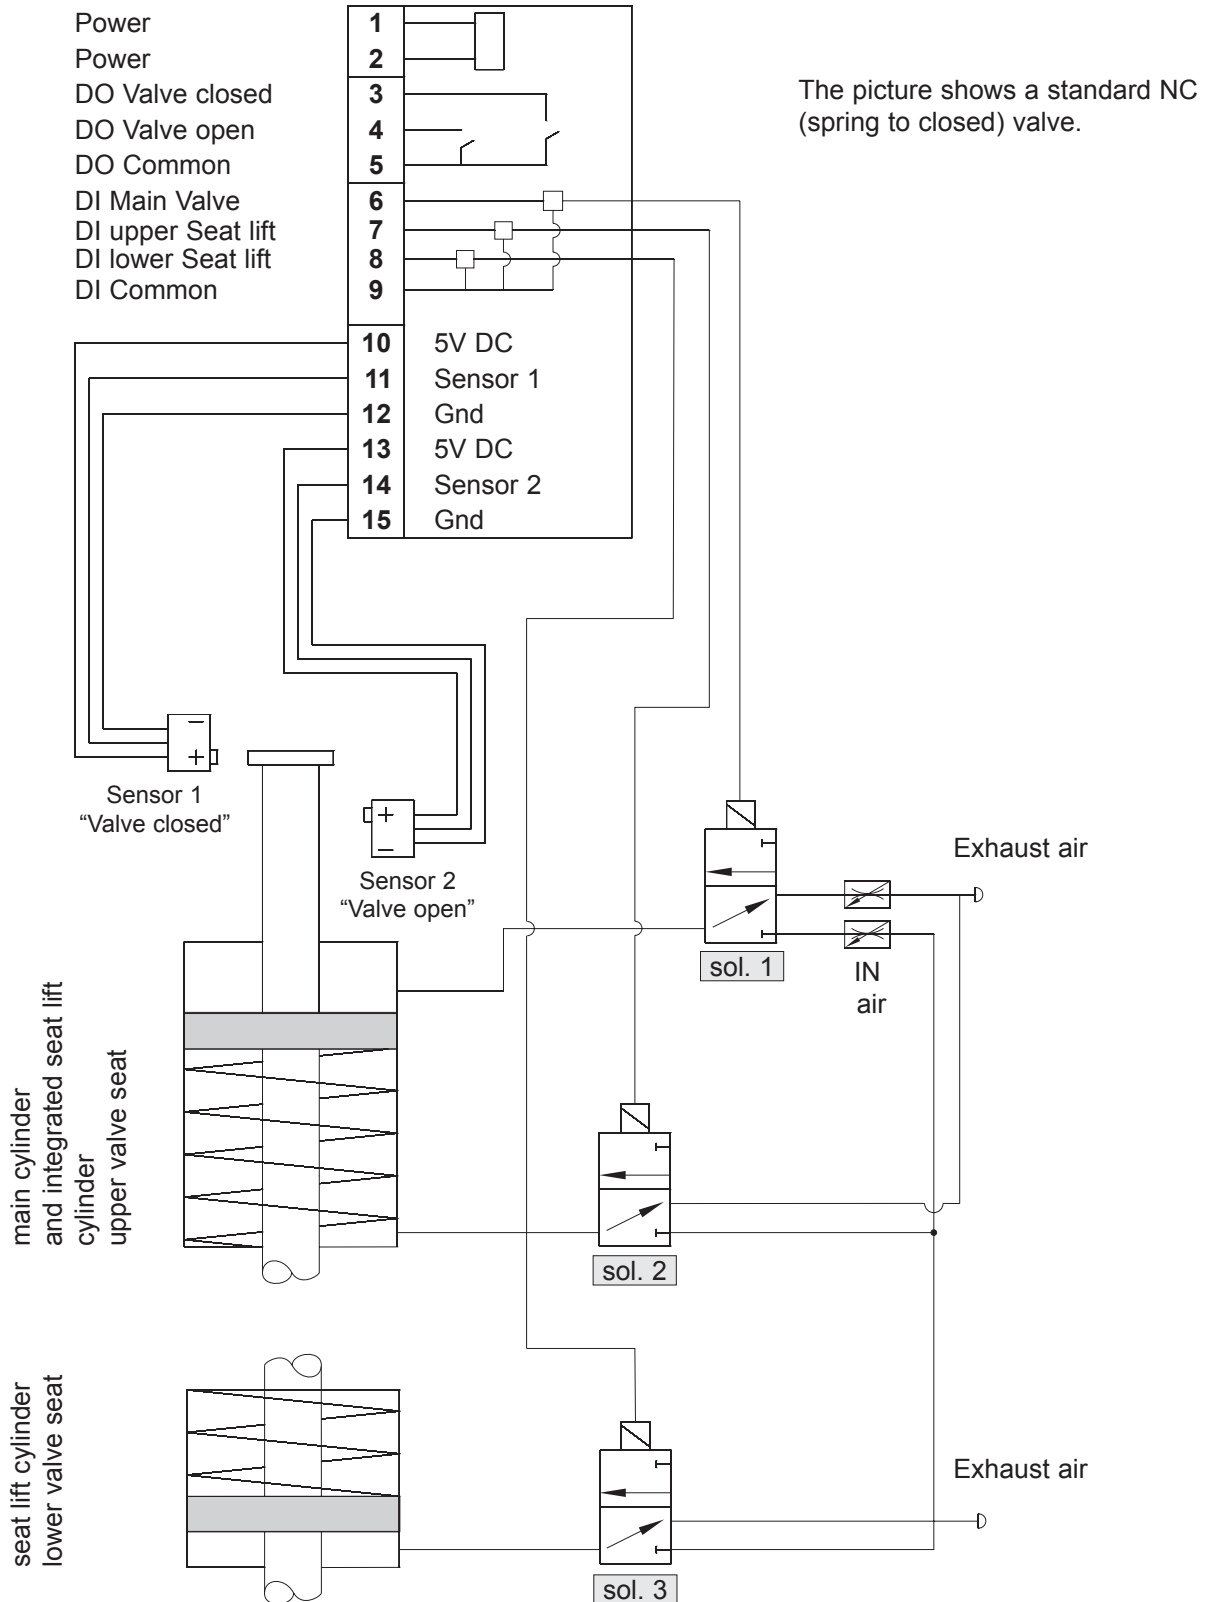 Power 1
Power 2
DO Valve closed 3
DO Valve open 4
DO Common 5
DI Main Valve 6
DI upper Seat lift 7
DI lower Seat lift 8
DI Common 9
10 5V DC
11 Sensor 1
12 Gnd
13 5V DC
14 Sensor 2
15 Gnd
The picture shows a standard NC
(spring to closed) valve.
− +
Sensor 1
“Valve closed”
+ −
Sensor 2
“Valve open”
Exhaust air
sol. 1
IN
air
main cylinder
and integrated seat lift
cylinder
upper valve seat
sol. 2
seat lift cylinder
lower valve seat
Exhaust air
sol. 3